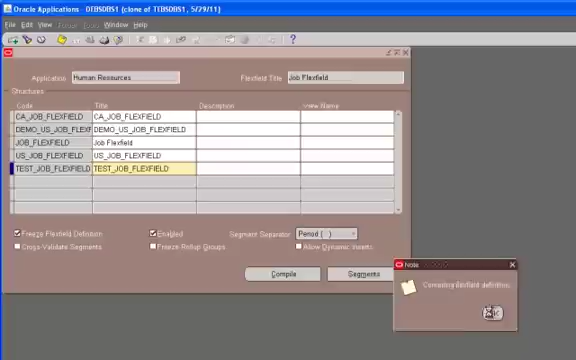 Oracle Applications - DTBSDBS1 (clone of TTBSDBS1, 5/29/11)
File Edit View Folder Tools Window Help
Application Human Resources Flexfield Title Job Flexfield
Structures
Code Title Description View Name
CA_JOB_FLEXFIELD CA_JOB_FLEXFIELD
DEMO_US_JOB_FLEXF DEMO_US_JOB_FLEXFIELD
JOB_FLEXFIELD Job Flexfield
US_JOB_FLEXFIELD US_JOB_FLEXFIELD
TEST_JOB_FLEXFIELD TEST_JOB_FLEXFIELD
Freeze Flexfield Definition Enabled Segment Separator Period ( )
Cross-Validate Segments Freeze Rollup Groups Allow Dynamic Inserts
Compile Segments
Note
Compiling flexfield definition.